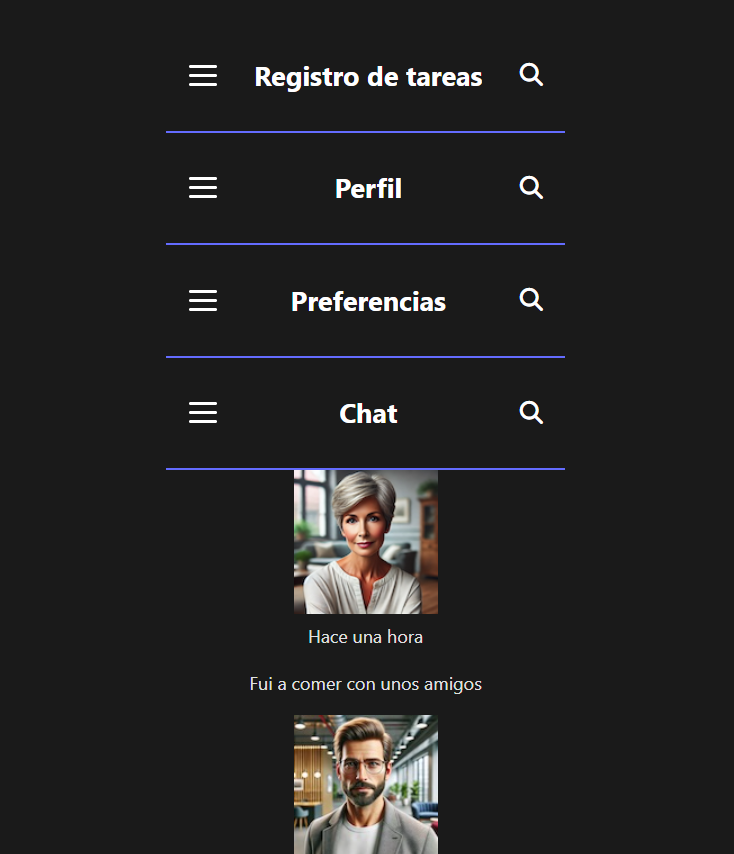 Registro de tareas
Perfil
Preferencias
Chat
Hace una hora
Fui a comer con unos amigos